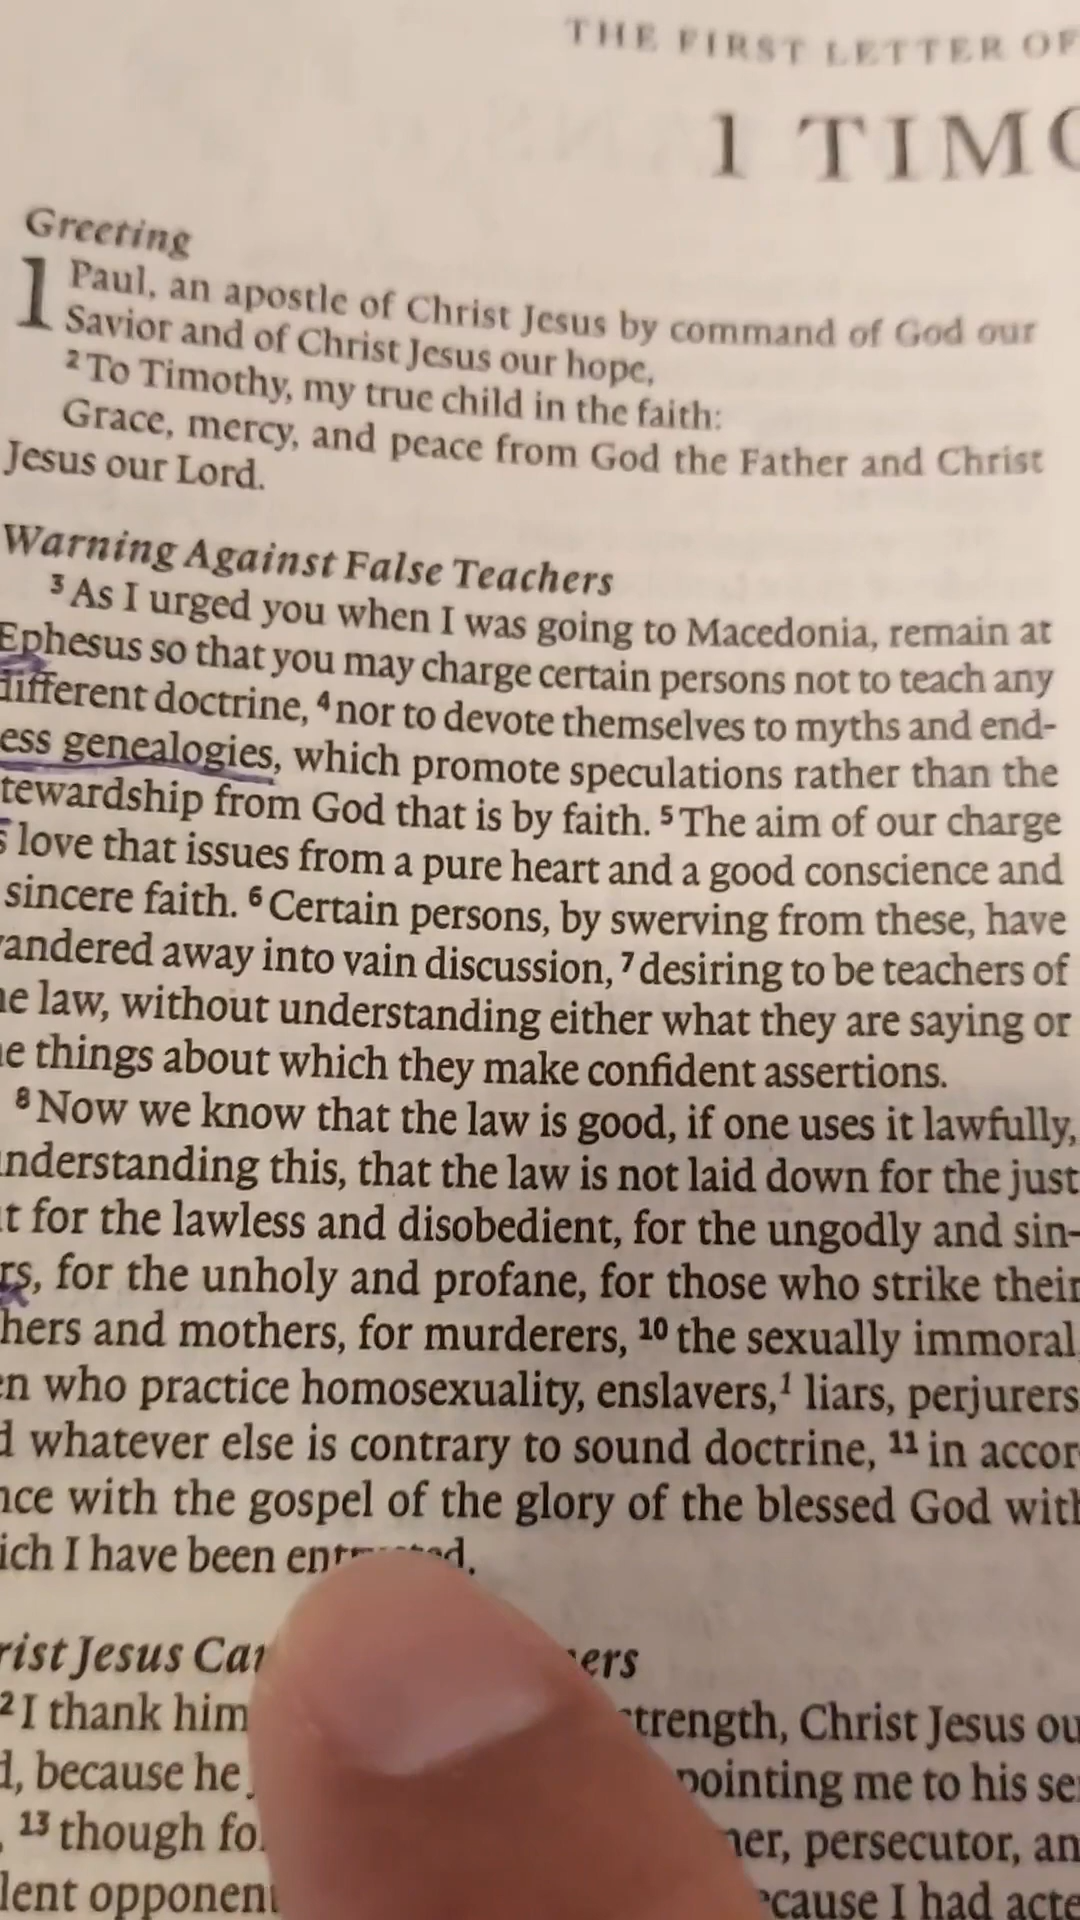 THE FIRST LETTER OF
1 TIMO
Greeting
1 Paul, an apostle of Christ Jesus by command of God our
Savior and of Christ Jesus our hope,
2 To Timothy, my true child in the faith:
Grace, mercy, and peace from God the Father and Christ
Jesus our Lord.
Warning Against False Teachers
3 As I urged you when I was going to Macedonia, remain at
Ephesus so that you may charge certain persons not to teach any
different doctrine, 4 nor to devote themselves to myths and end-
ess genealogies, which promote speculations rather than the
tewardship from God that is by faith. 5 The aim of our charge
s love that issues from a pure heart and a good conscience and
sincere faith. 6 Certain persons, by swerving from these, have
andered away into vain discussion, 7 desiring to be teachers of
he law, without understanding either what they are saying or
e things about which they make confident assertions.
8 Now we know that the law is good, if one uses it lawfully,
nderstanding this, that the law is not laid down for the just
t for the lawless and disobedient, for the ungodly and sin-
rs, for the unholy and profane, for those who strike their
hers and mothers, for murderers, 10 the sexually immoral,
en who practice homosexuality, enslavers,1 liars, perjurers
d whatever else is contrary to sound doctrine, 11 in accor
nce with the gospel of the glory of the blessed God with
ich I have been
rist Jesus ers
2 I thank him trength, Christ Jesus ou
d, because he pointing me to his se
13 though ner, persecutor, an
lent opponent ecause I had acte